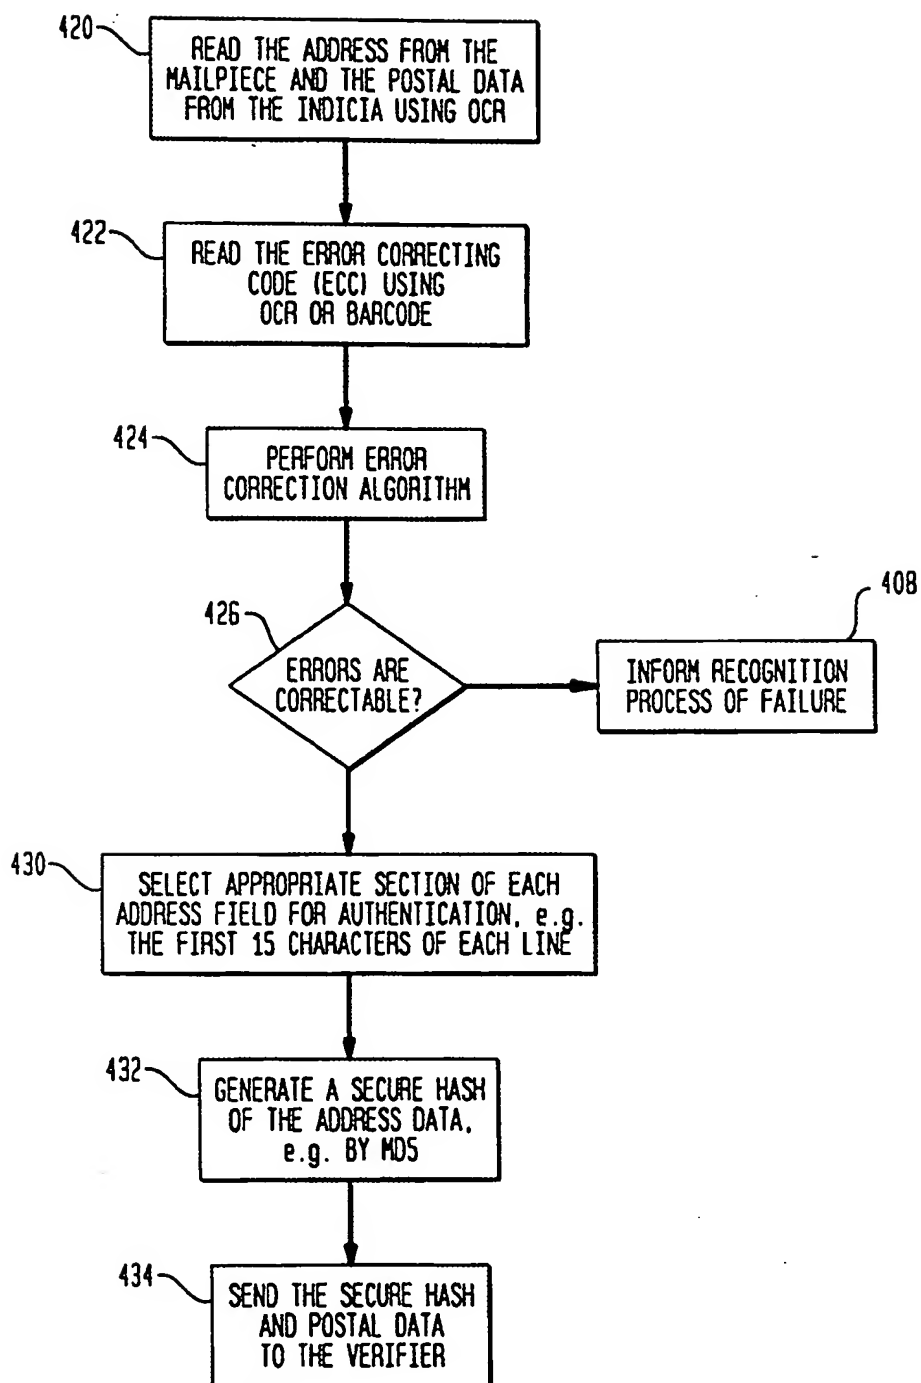 420
READ THE ADDRESS FROM THE
MAILPIECE AND THE POSTAL DATA
FROM THE INDICIA USING OCR
422
READ THE ERROR CORRECTING
CODE (ECC) USING
OCR OR BARCODE
424
PERFORM ERROR
CORRECTION ALGORITHM
426
ERRORS ARE
CORRECTABLE?
408
INFORM RECOGNITION
PROCESS OF FAILURE
430
SELECT APPROPRIATE SECTION OF EACH
ADDRESS FIELD FOR AUTHENTICATION, e.g.
THE FIRST 15 CHARACTERS OF EACH LINE
432
GENERATE A SECURE HASH
OF THE ADDRESS DATA,
e.g. BY MD5
434
SEND THE SECURE HASH
AND POSTAL DATA
TO THE VERIFIER